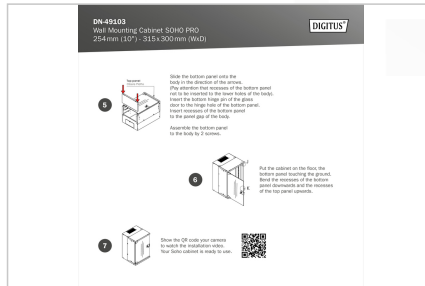 DN-49103
Wall Mounting Cabinet SOHO PRO
254 mm (10") - 315 x 300 mm (WxD)
DIGITUS®
Slide the bottom panel onto the
body in the direction of the arrows.
(Pay attention that recesses of the bottom panel
not to be inserted to the lower holes of the body).
Insert the bottom hinge pin of the glass
door to the hinge hole of the bottom panel.
Insert recesses of the bottom panel
to the panel gap of the body.
Assemble the bottom panel
to the body by 2 screws.
5
6
Put the cabinet on the floor, the
bottom panel touching the ground.
Bend the recesses of the bottom
panel downwards and the recesses
of the top panel upwards.
7
Show the QR code your camera
to watch the installation video.
Your Soho cabinet is ready to use.